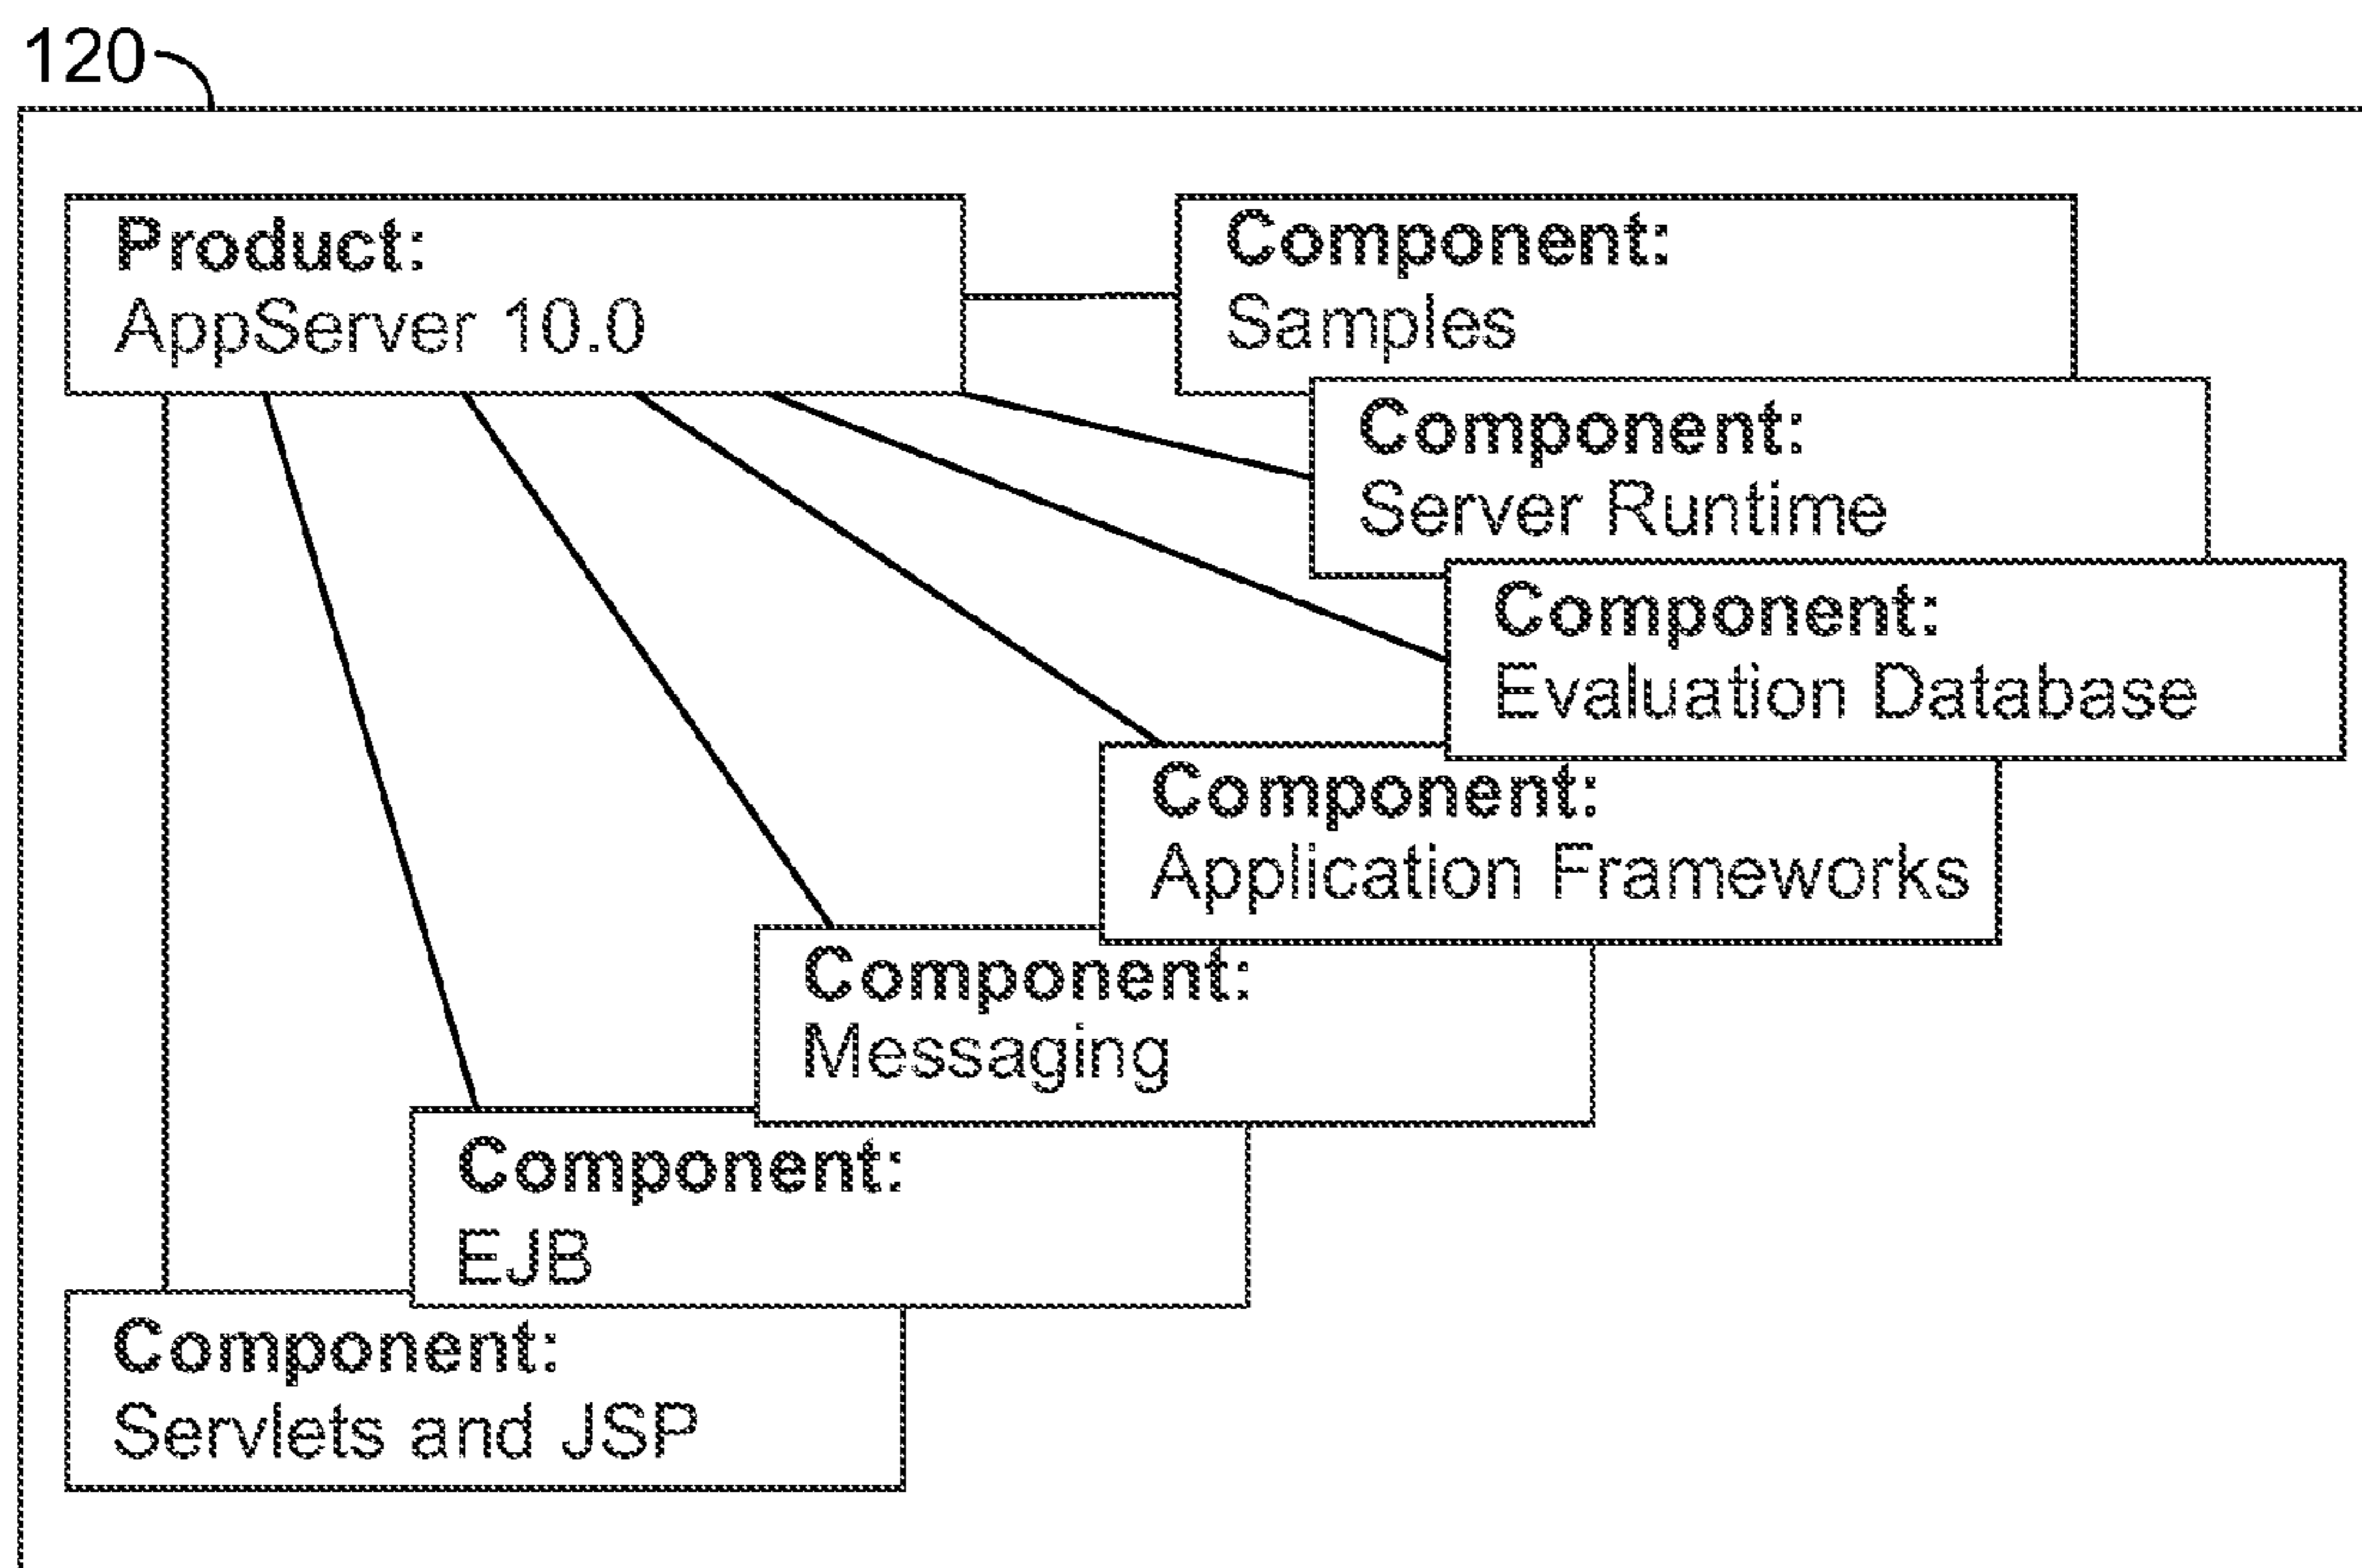 120
Product:
AppServer 10.0
Component:
Samples
Component:
Server Runtime
Component:
Evaluation Database
Component:
Application Frameworks
Component:
Messaging
Component:
EJB
Component:
Servlets and JSP